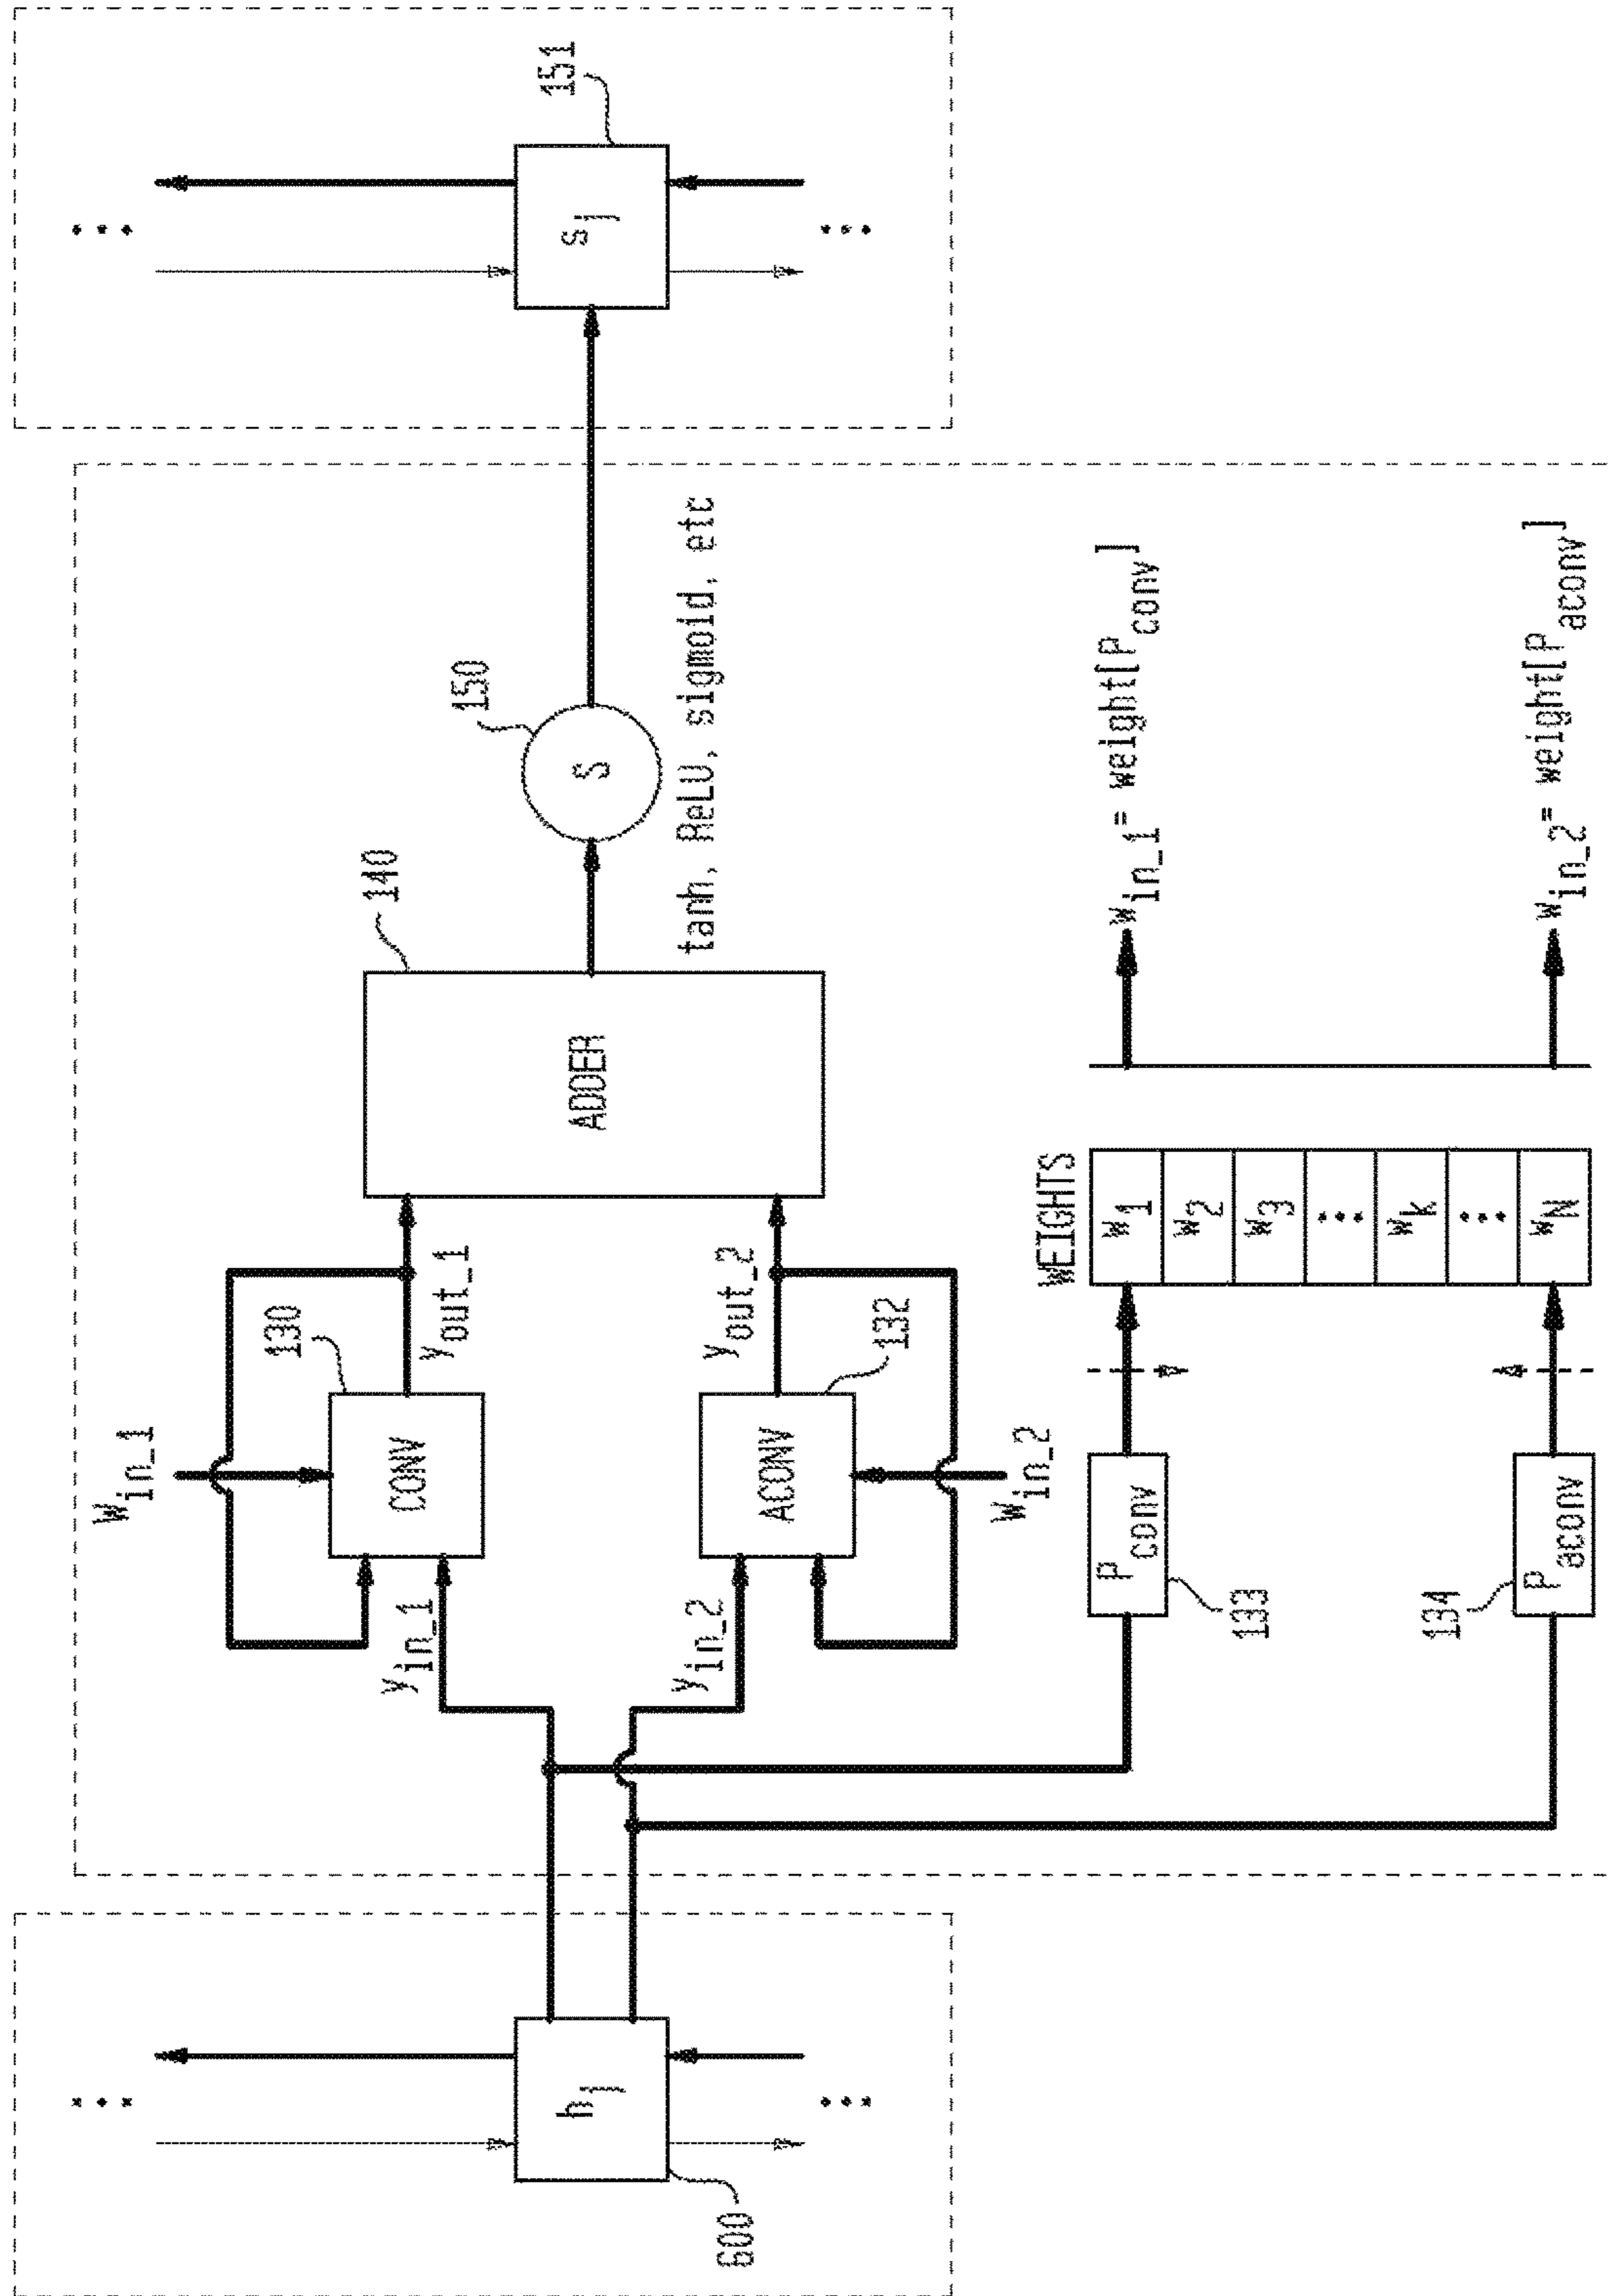 600
h_j
y_in_1
y_in_2
W_in_1
CONV
130
y_out_1
ACONV
132
y_out_2
W_in_2
ADDER
140
S
150
tanh, ReLU, sigmoid, etc
s_j
151
P_conv
133
P_aconv
134
WEIGHTS
w_1
w_2
w_3
...
w_k
...
w_N
w_in_1 = weight[P_conv]
w_in_2 = weight[P_aconv]